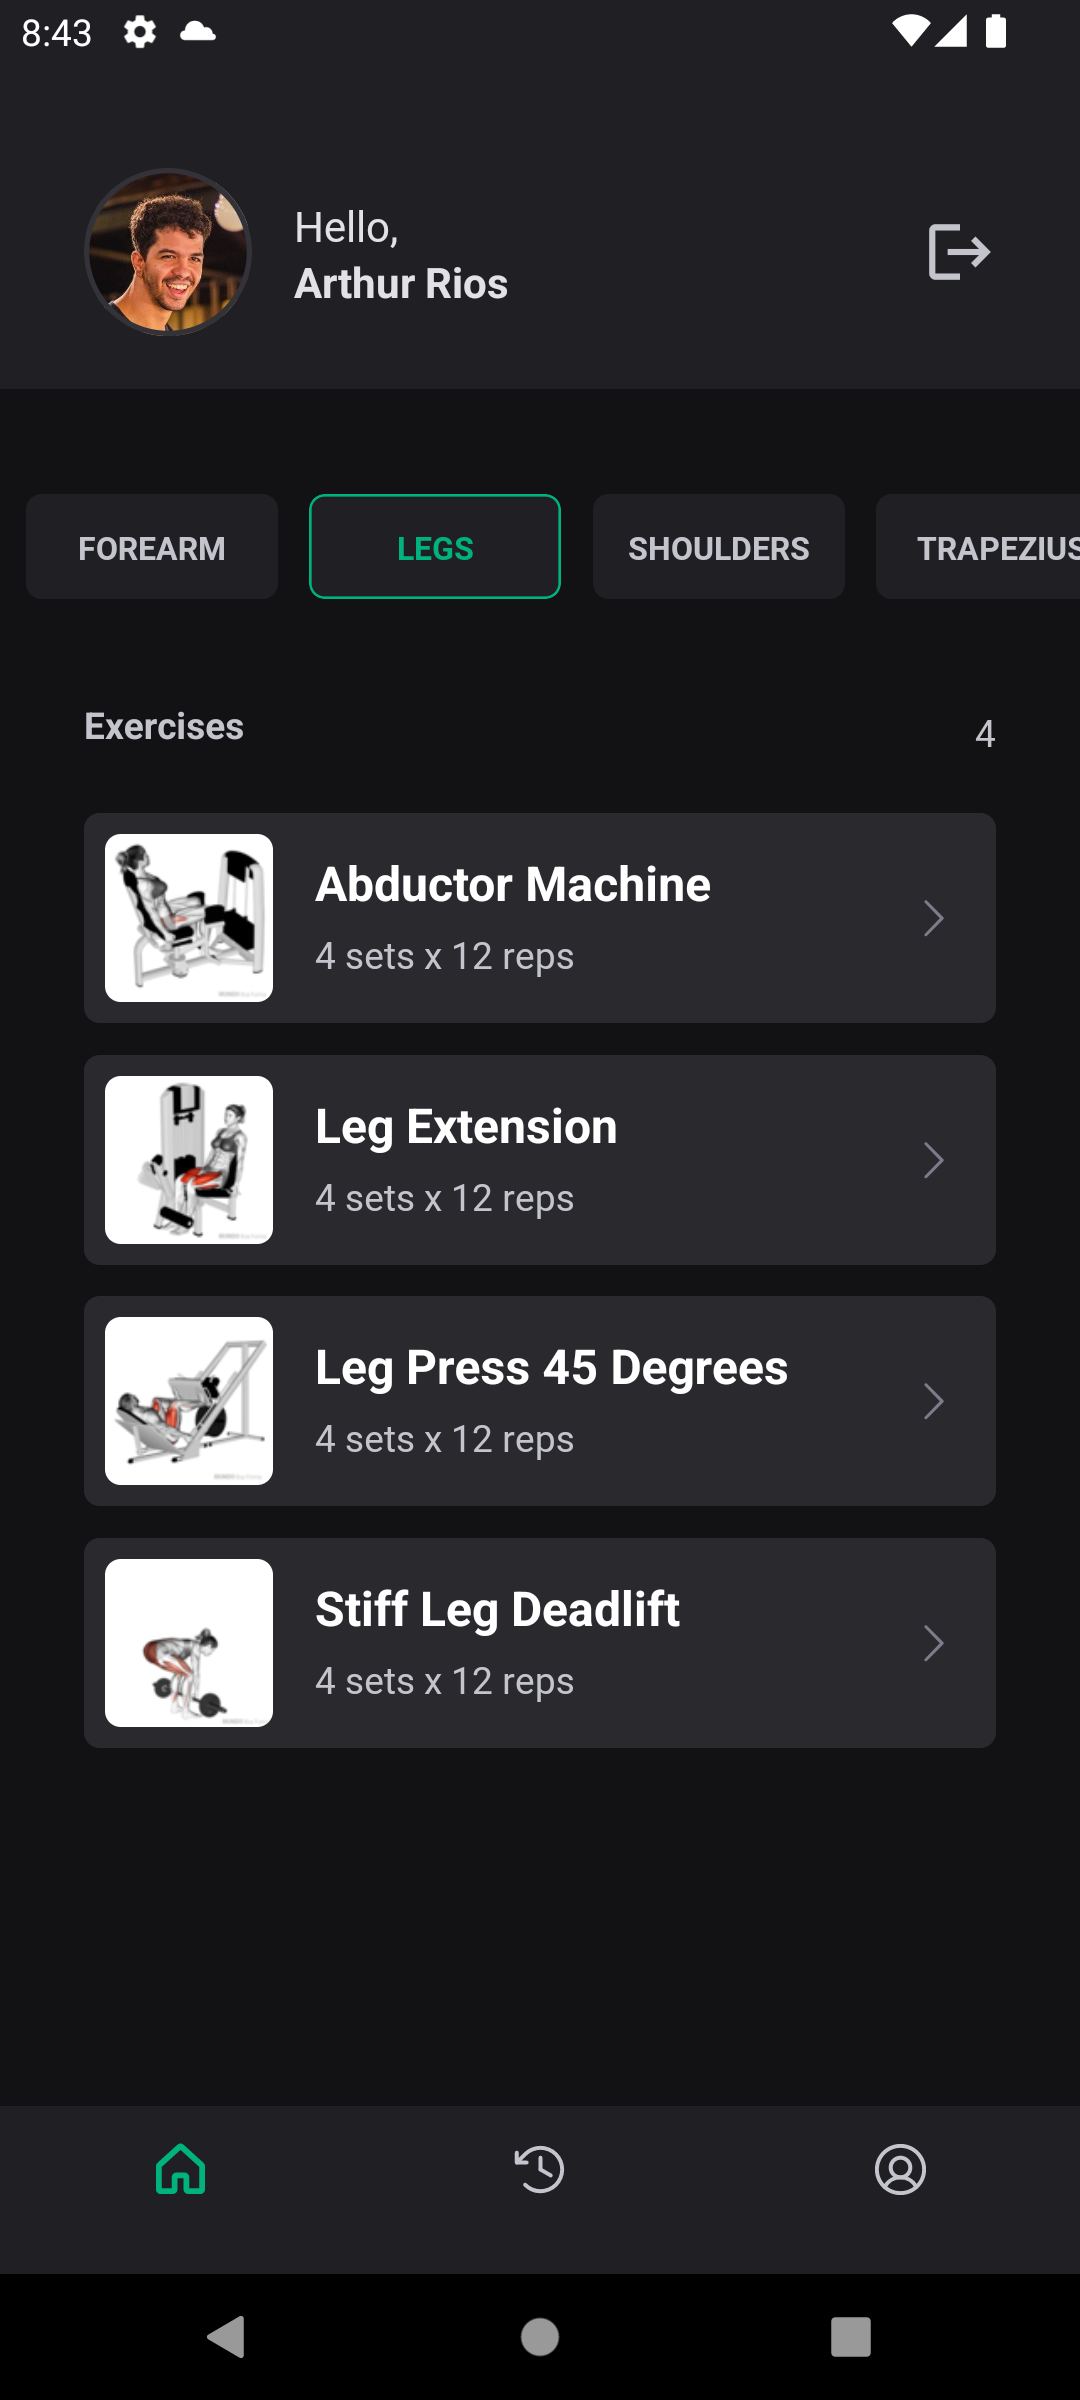 8:43
Hello,
Arthur Rios
FOREARM
LEGS
SHOULDERS
TRAPEZIUS
Exercises
4
Abductor Machine
4 sets x 12 reps
Leg Extension
4 sets x 12 reps
Leg Press 45 Degrees
4 sets x 12 reps
Stiff Leg Deadlift
4 sets x 12 reps